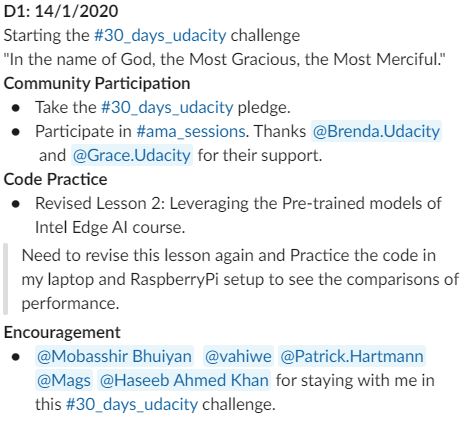 D1: 14/1/2020
Starting the #30_days_udacity challenge
"In the name of God, the Most Gracious, the Most Merciful."
Community Participation
● Take the #30_days_udacity pledge.
● Participate in #ama_sessions. Thanks @Brenda.Udacity
and @Grace.Udacity for their support.
Code Practice
● Revised Lesson 2: Leveraging the Pre-trained models of
Intel Edge AI course.
Need to revise this lesson again and Practice the code in
my laptop and RaspberryPi setup to see the comparisons of
performance.
Encouragement
● @Mobasshir Bhuiyan @vahiwe @Patrick.Hartmann
@Mags @Haseeb Ahmed Khan for staying with me in
this #30_days_udacity challenge.